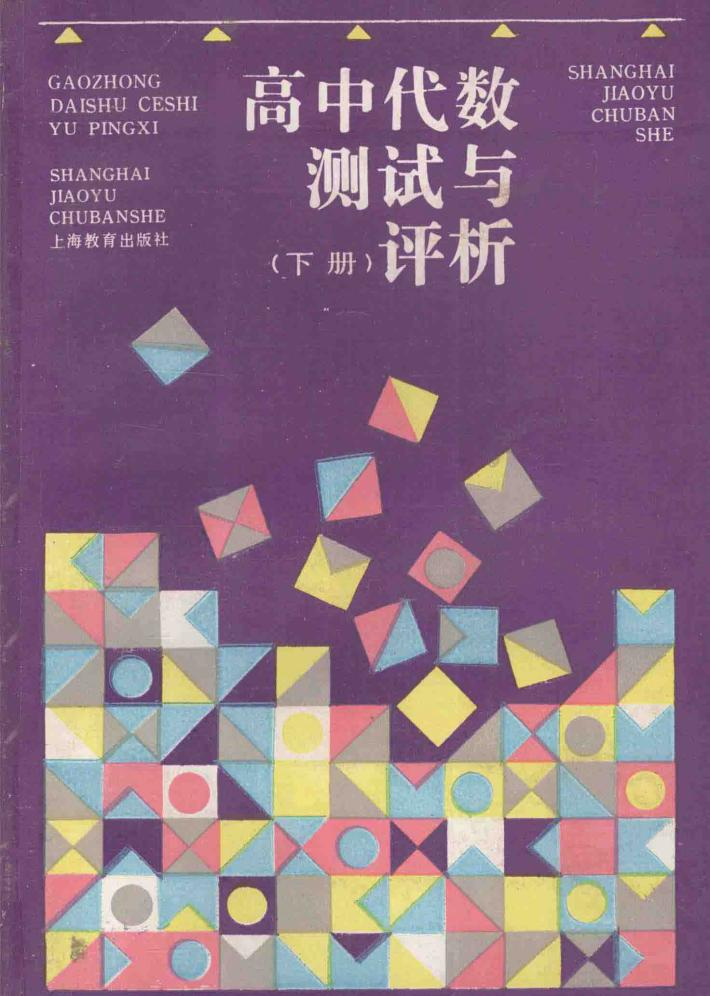 GAOZHONG
DAISHU CESHI
YU PINGXI
SHANGHAI
JIAOYU
CHUBANSHE
上海教育出版社
高中代数
测试与
评析
(下册)
SHANGHAI
JIAOYU
CHUBAN
SHE